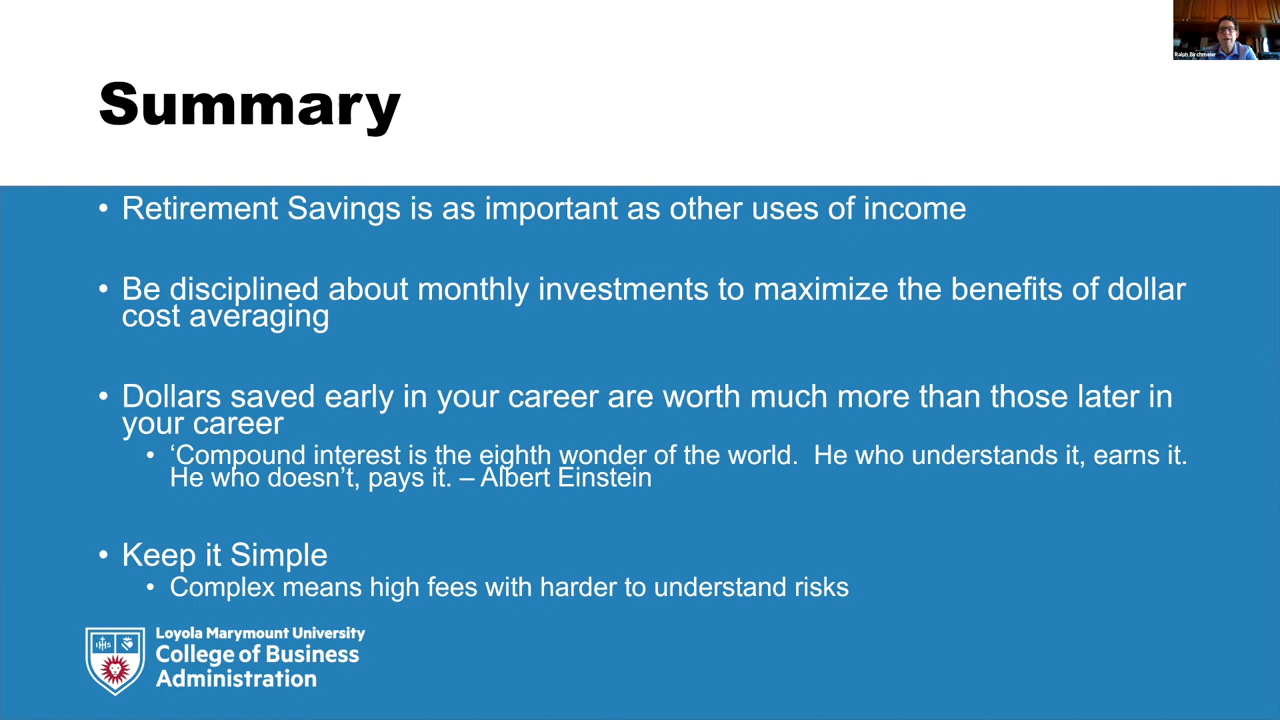 Ralph Birchmeier
Summary
• Retirement Savings is as important as other uses of income
• Be disciplined about monthly investments to maximize the benefits of dollar
cost averaging
• Dollars saved early in your career are worth much more than those later in
your career
• ‘Compound interest is the eighth wonder of the world.  He who understands it, earns it.
He who doesn’t, pays it. – Albert Einstein
• Keep it Simple
• Complex means high fees with harder to understand risks
IHS
Loyola Marymount University
College of Business
Administration